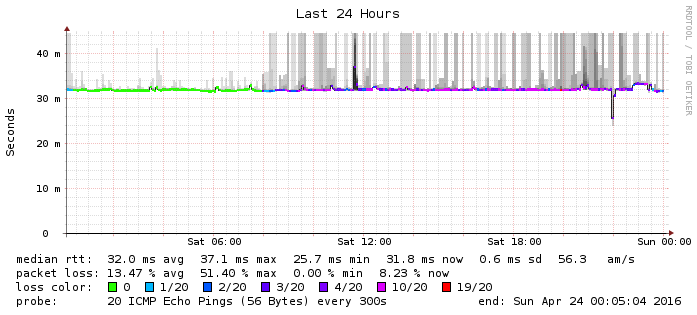 Last 24 Hours
RRDTOOL / TOBI OETIKER
Seconds
40 m
30 m
20 m
10 m
0
Sat 06:00 Sat 12:00 Sat 18:00 Sun 00:00
median rtt: 32.0 ms avg 37.1 ms max 25.7 ms min 31.8 ms now 0.6 ms sd 56.3 am/s
packet loss: 13.47 % avg 51.40 % max 0.00 % min 8.23 % now
loss color: 0 1/20 2/20 3/20 4/20 10/20 19/20
probe: 20 ICMP Echo Pings (56 Bytes) every 300s end: Sun Apr 24 00:05:04 2016